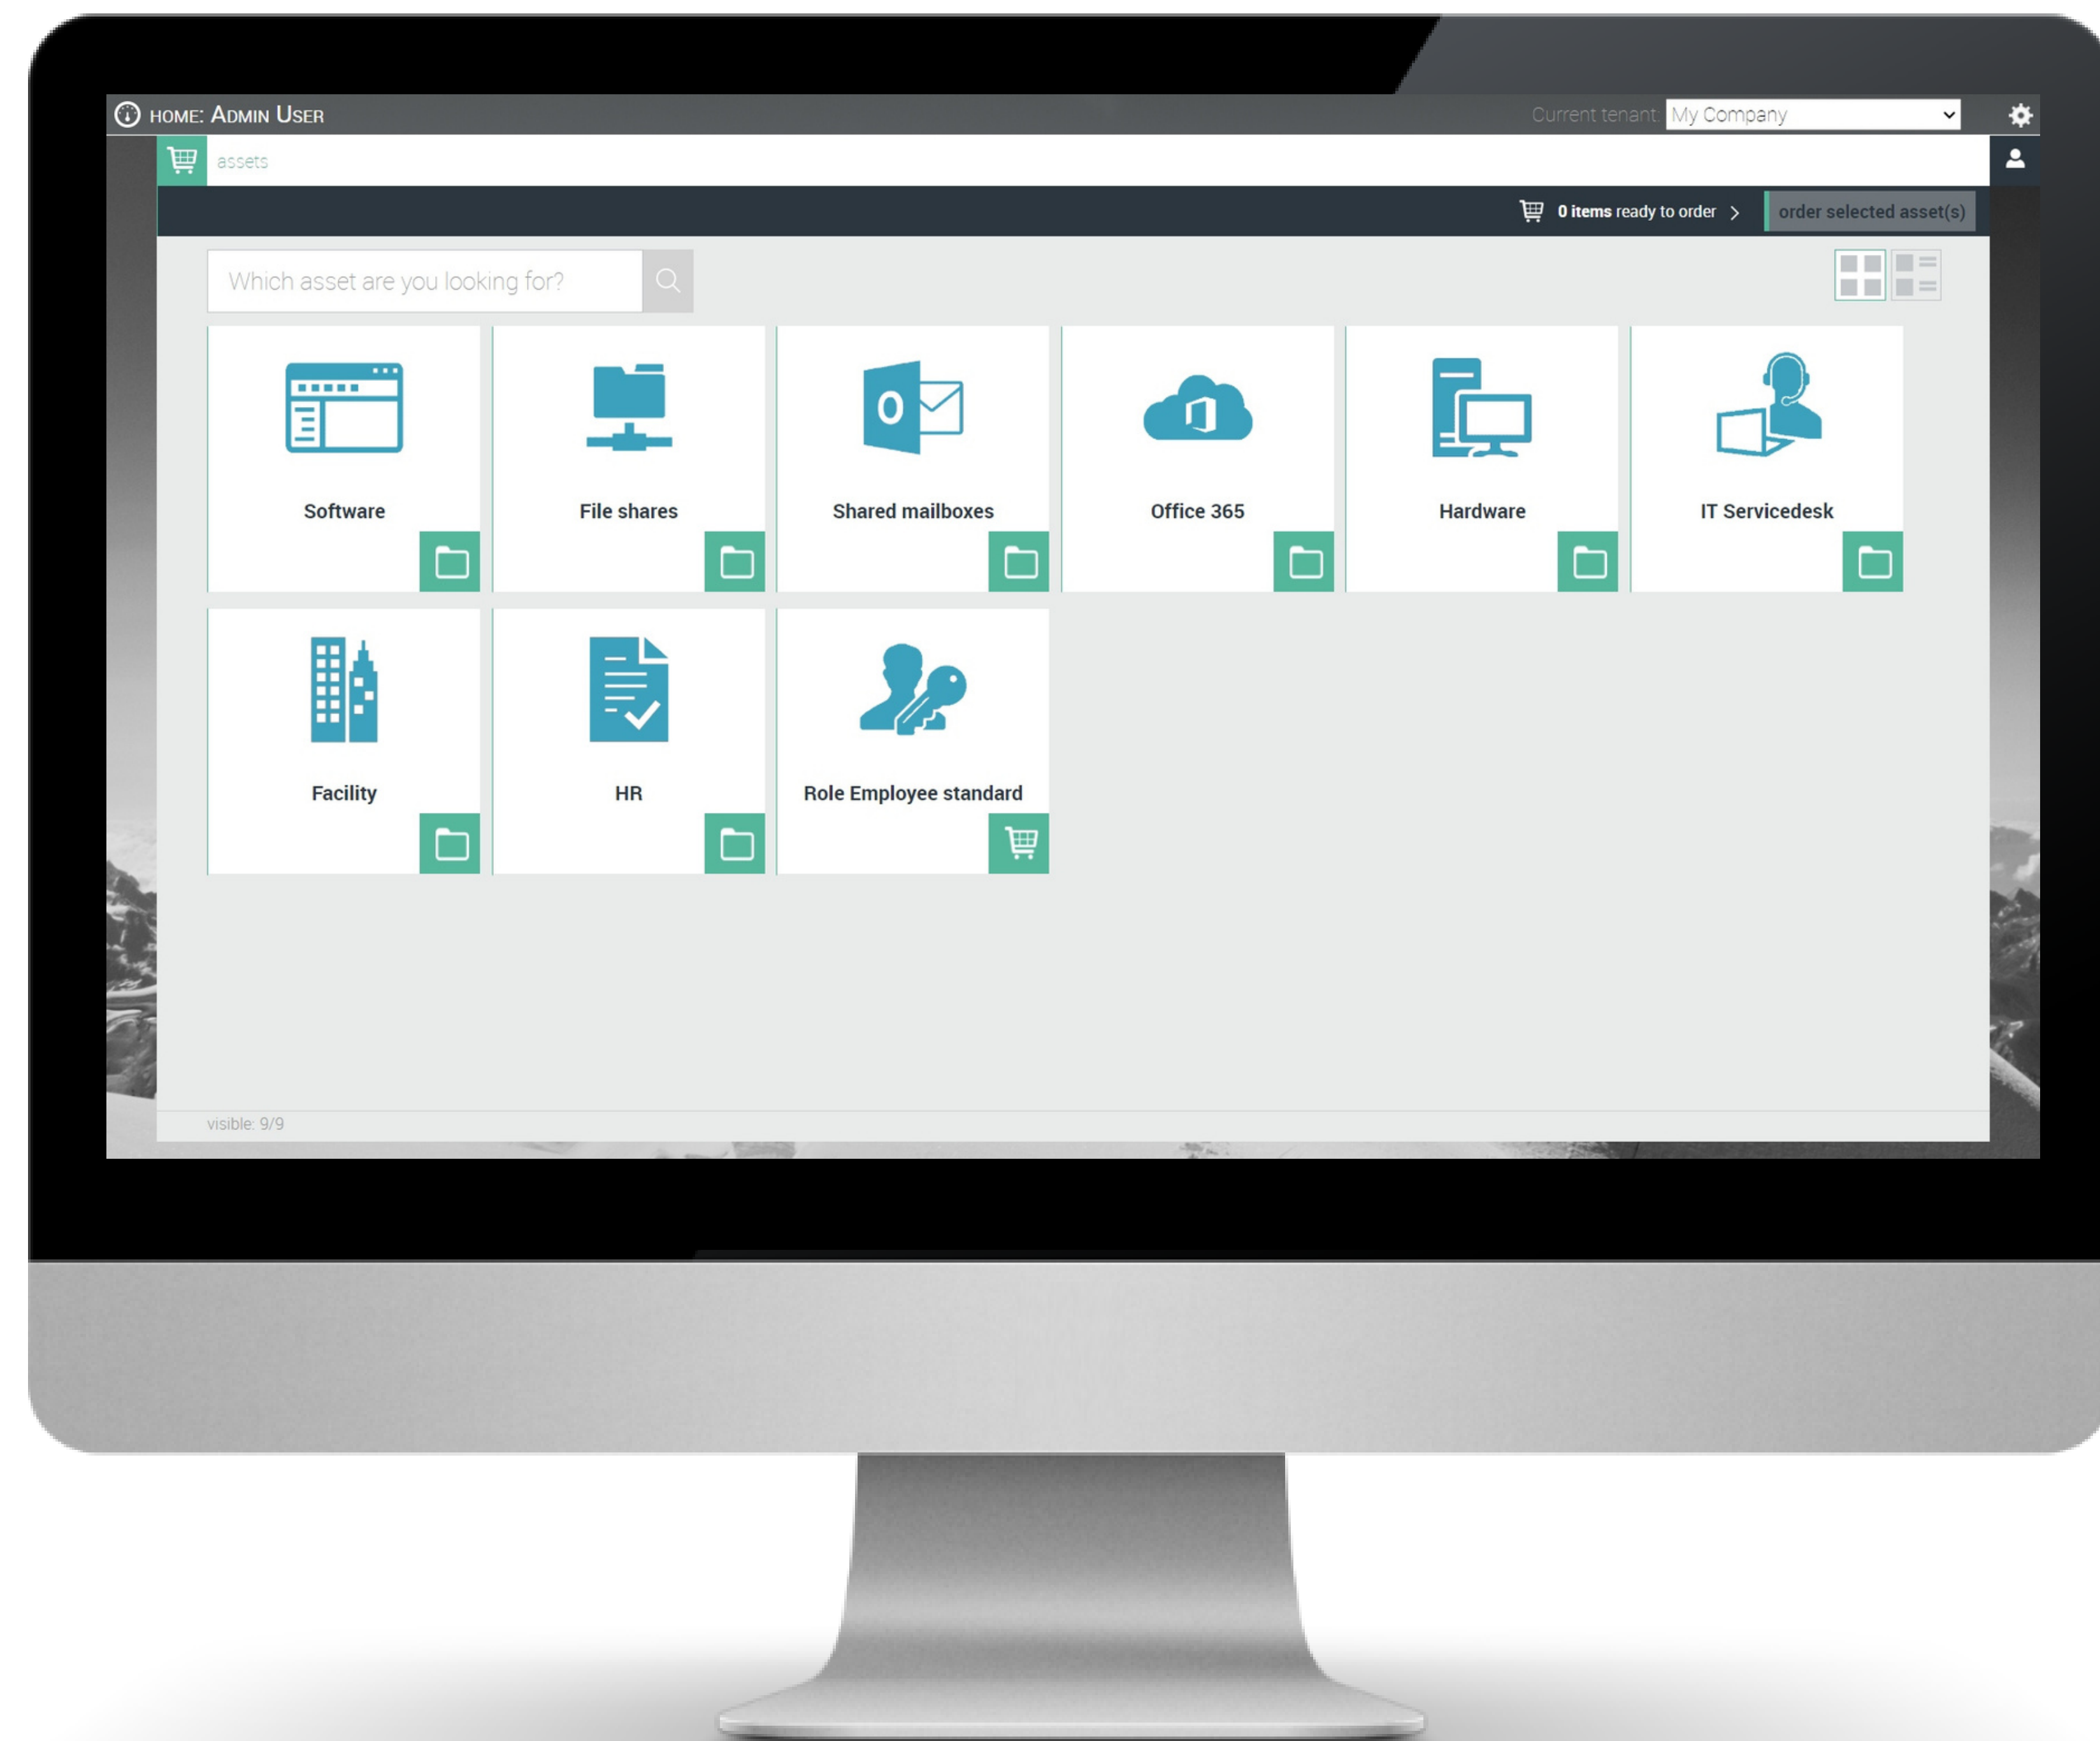 HOME: ADMIN USER
Current tenant: My Company
assets
0 items ready to order > order selected asset(s)
Which asset are you looking for?
Software File shares Shared mailboxes Office 365 Hardware IT Servicedesk
Facility HR Role Employee standard
visible: 9/9